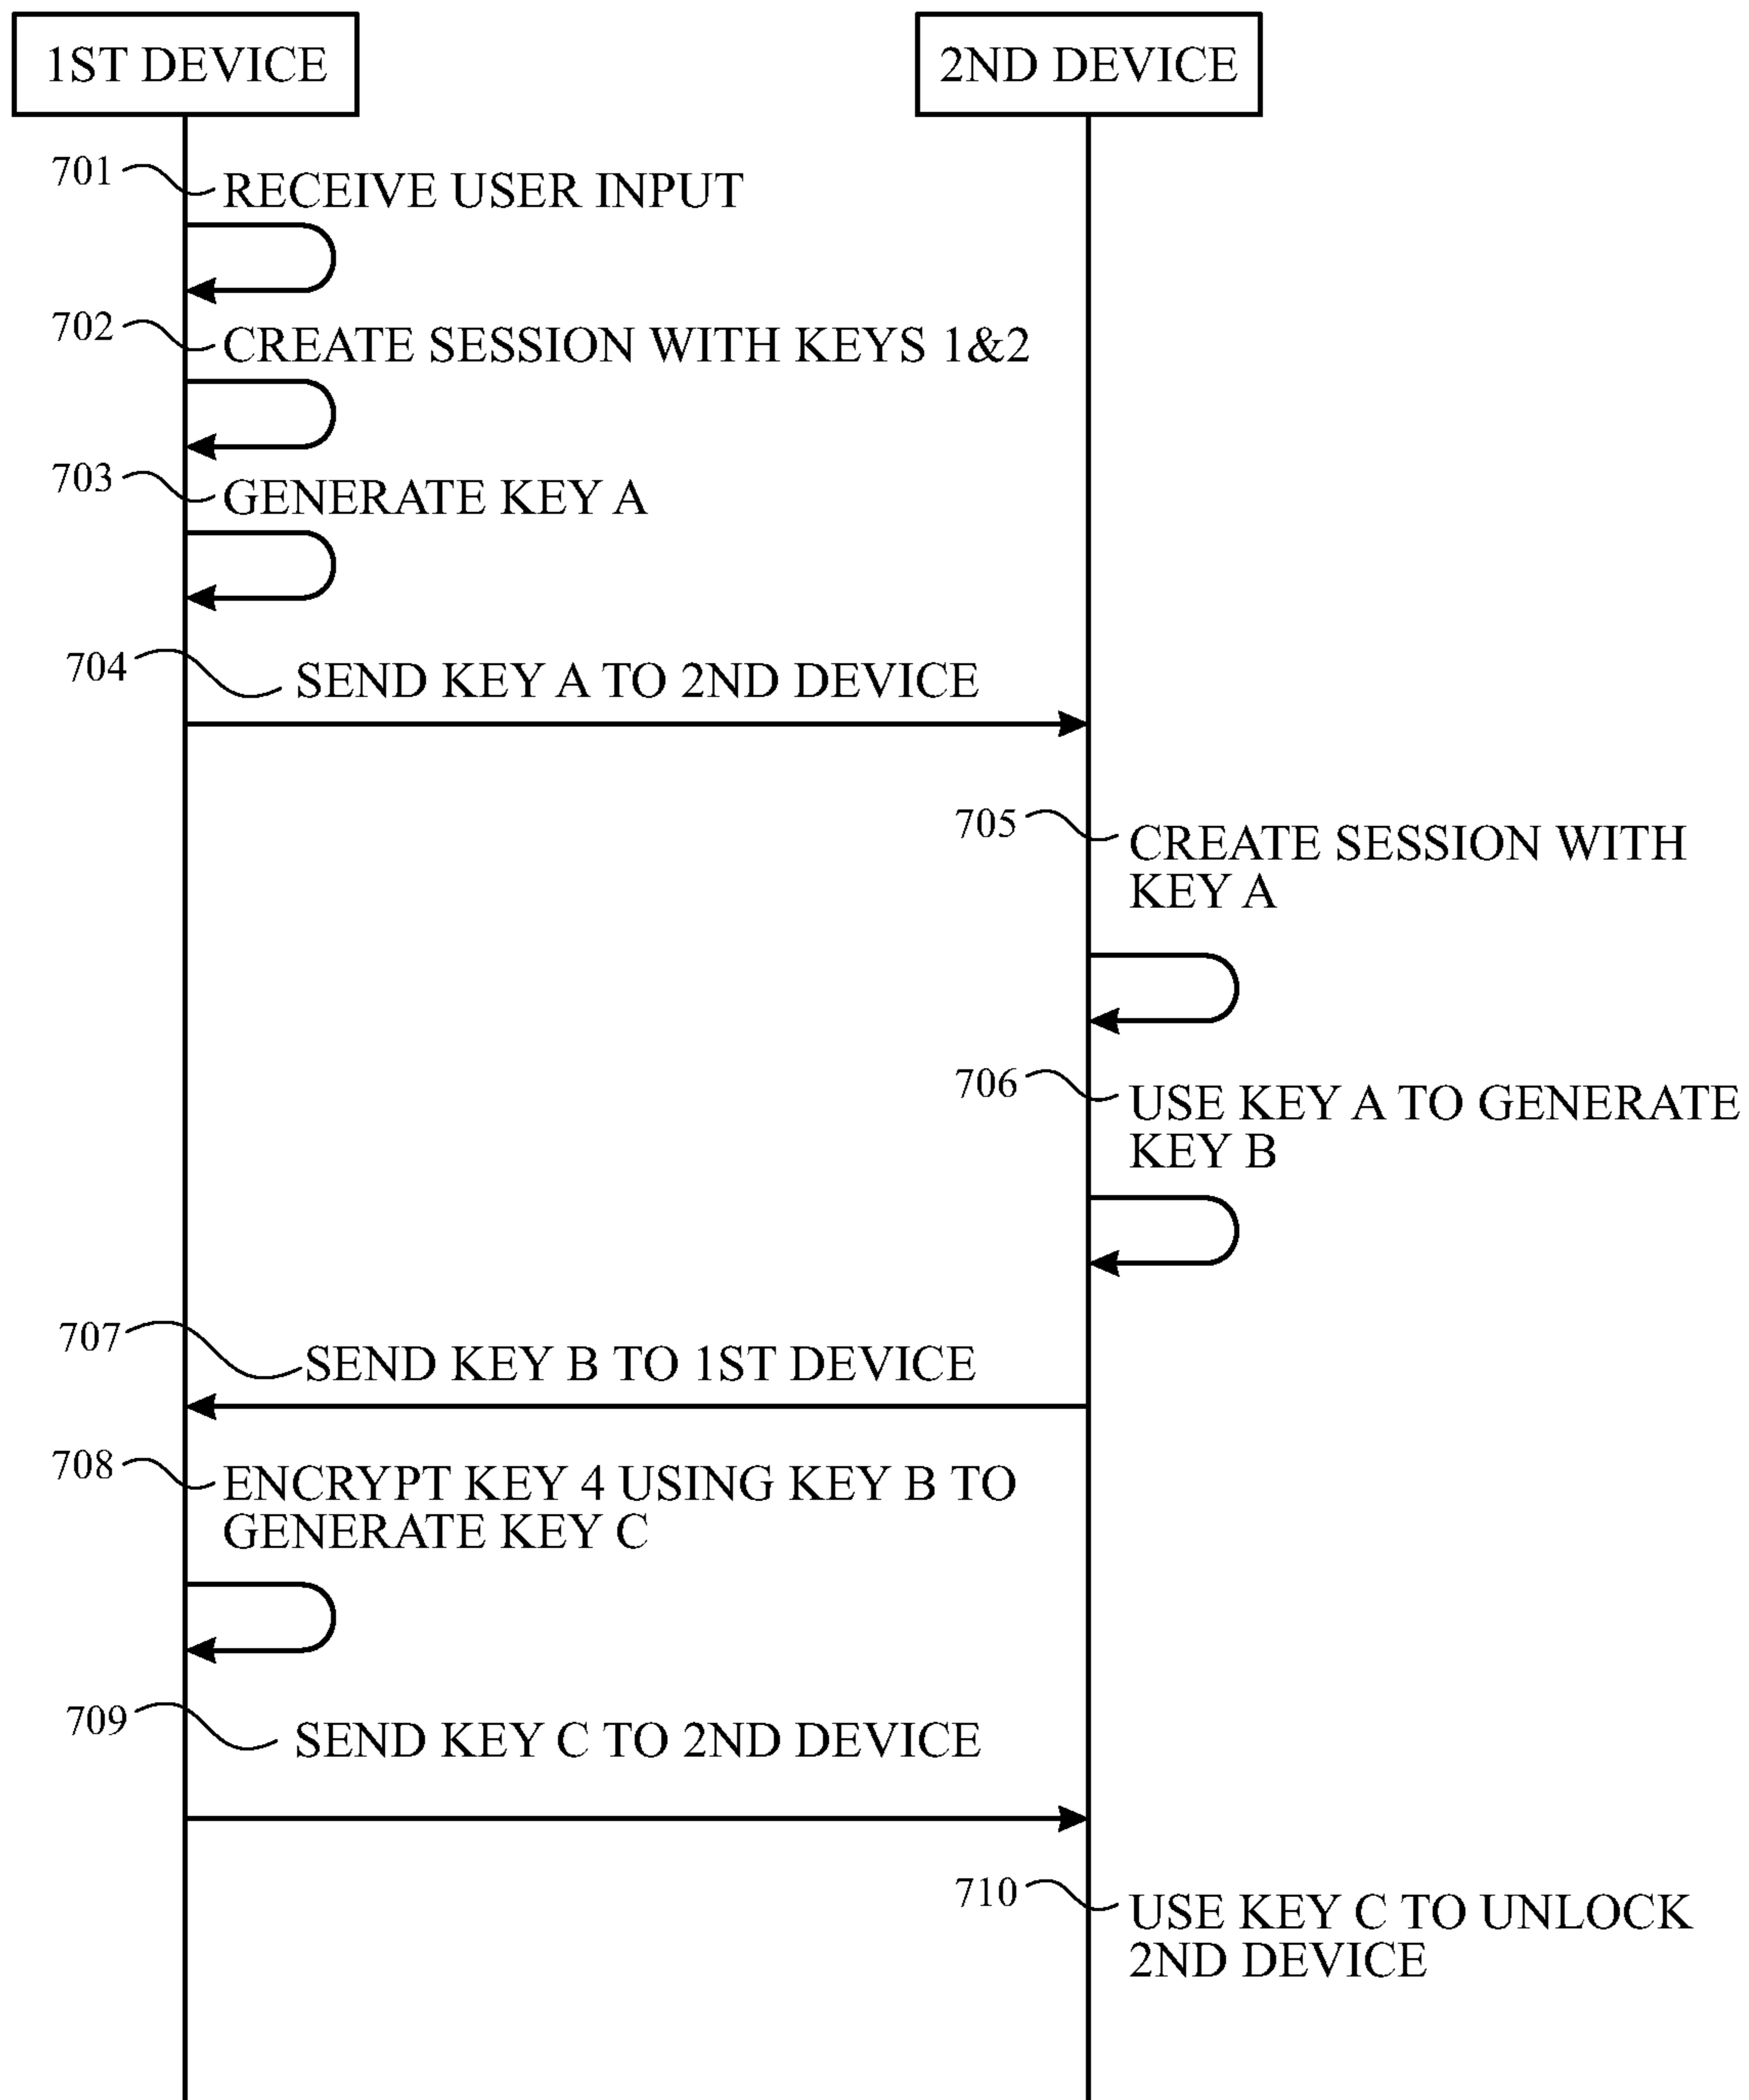 1ST DEVICE
2ND DEVICE
701
RECEIVE USER INPUT
702
CREATE SESSION WITH KEYS 1&2
703
GENERATE KEY A
704
SEND KEY A TO 2ND DEVICE
705
CREATE SESSION WITH
KEY A
706
USE KEY A TO GENERATE
KEY B
707
SEND KEY B TO 1ST DEVICE
708
ENCRYPT KEY 4 USING KEY B TO
GENERATE KEY C
709
SEND KEY C TO 2ND DEVICE
710
USE KEY C TO UNLOCK
2ND DEVICE